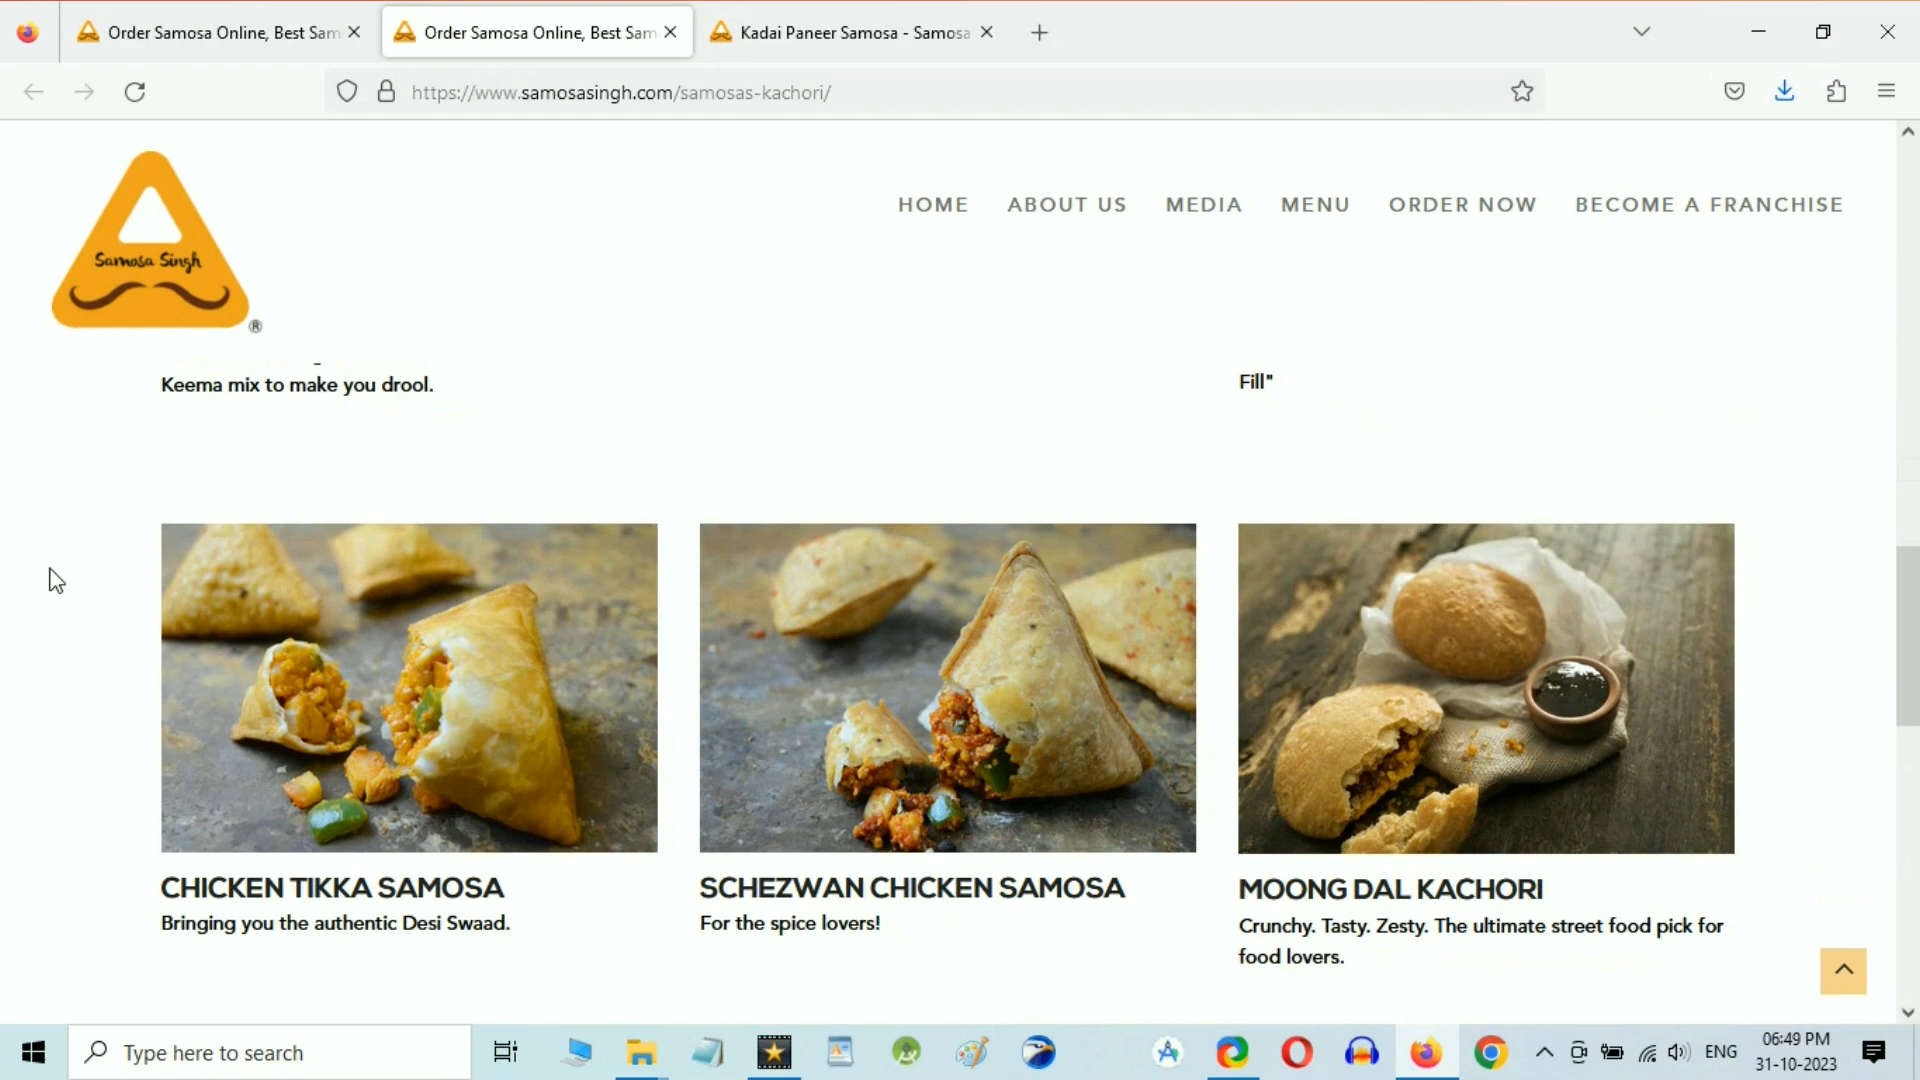 Order Samosa Online, Best Sam
Order Samosa Online, Best Sam
Kadai Paneer Samosa - Samosa
https://www.samosasingh.com/samosas-kachori/
Samosa Singh
®
HOME ABOUT US MEDIA MENU ORDER NOW BECOME A FRANCHISE
Keema mix to make you drool.
Fill"
CHICKEN TIKKA SAMOSA
Bringing you the authentic Desi Swaad.
SCHEZWAN CHICKEN SAMOSA
For the spice lovers!
MOONG DAL KACHORI
Crunchy. Tasty. Zesty. The ultimate street food pick for
food lovers.
Type here to search
ENG
06:49 PM
31-10-2023